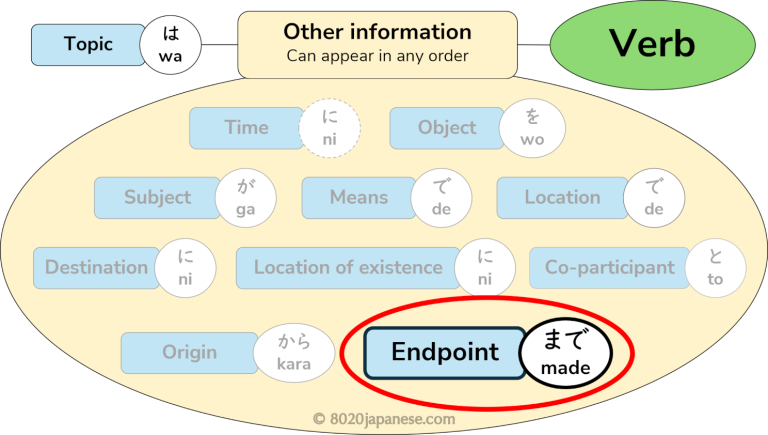 Topic
は
wa
Other information
Can appear in any order
Verb
Time
に
ni
Object
を
wo
Subject
が
ga
Means
で
de
Location
で
de
Destination
に
ni
Location of existence
に
ni
Co-participant
と
to
Origin
から
kara
Endpoint
まで
made
© 8020japanese.com